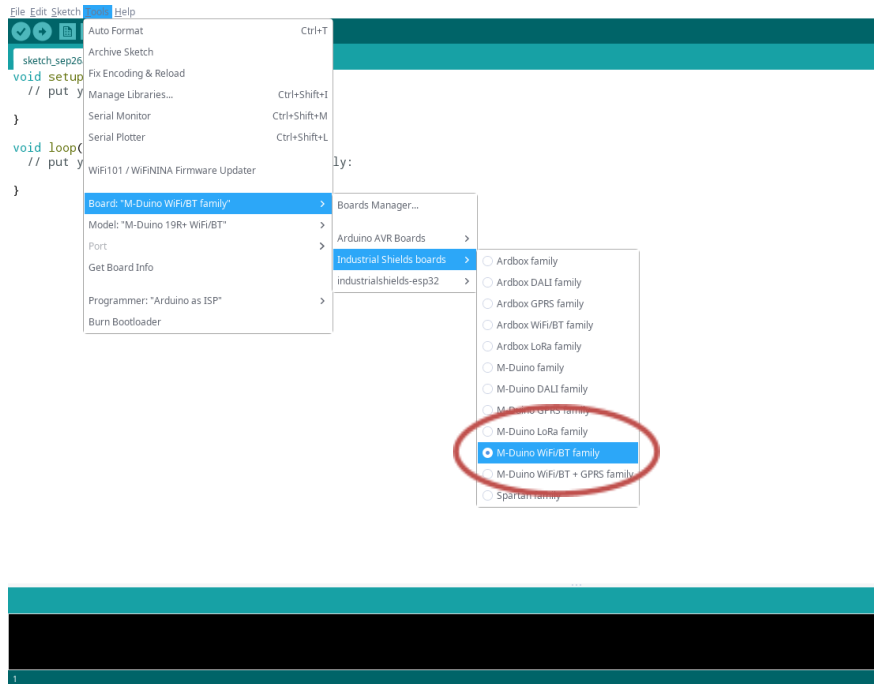 File Edit Sketch Tools Help
sketch_sep26
void setup
// put y
}
void loop(
// put y
ly:
}
Auto Format Ctrl+T
Archive Sketch
Fix Encoding & Reload
Manage Libraries... Ctrl+Shift+I
Serial Monitor Ctrl+Shift+M
Serial Plotter Ctrl+Shift+L
WiFi101 / WiFiNINA Firmware Updater
Board: "M-Duino WiFi/BT family"
Model: "M-Duino 19R+ WiFi/BT"
Port
Get Board Info
Programmer: "Arduino as ISP"
Burn Bootloader
Boards Manager...
Arduino AVR Boards
Industrial Shields boards
industrialshields-esp32
Ardbox family
Ardbox DALI family
Ardbox GPRS family
Ardbox WiFi/BT family
Ardbox LoRa family
M-Duino family
M-Duino DALI family
M-Duino GPRS family
M-Duino LoRa family
M-Duino WiFi/BT family
M-Duino WiFi/BT + GPRS family
Spartan family
1